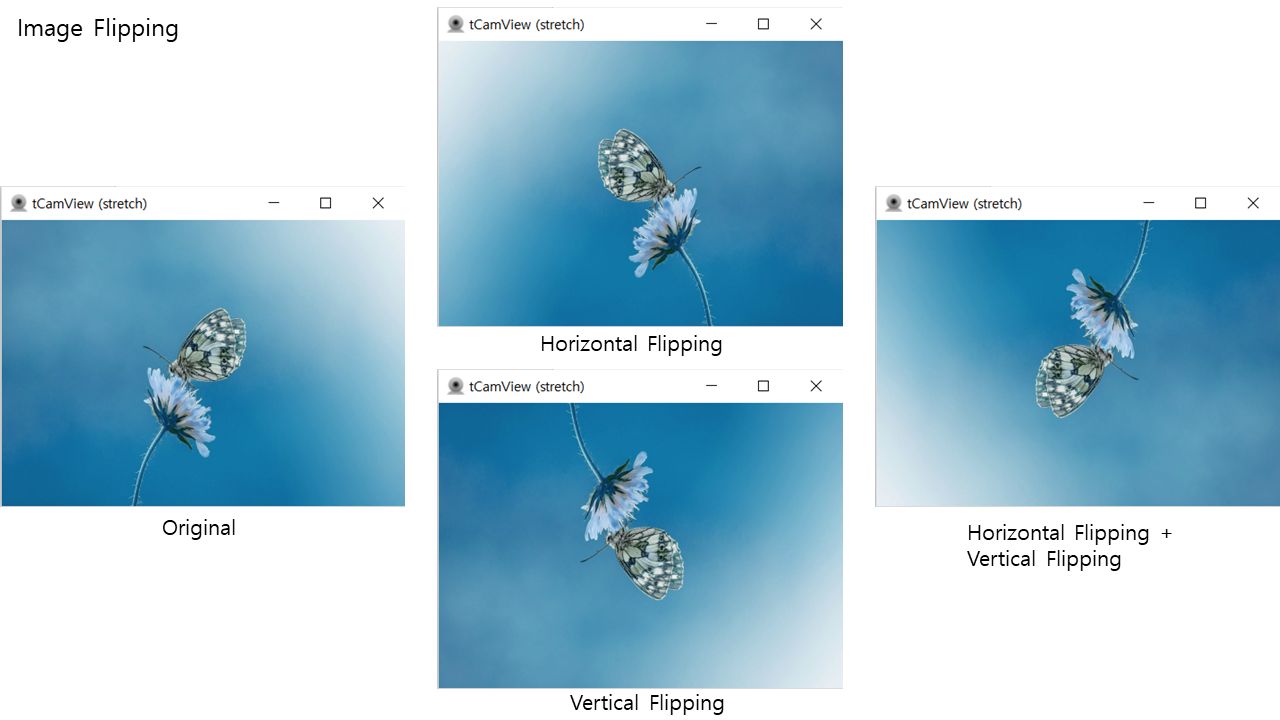 Image Flipping
tCamView (stretch)
Horizontal Flipping
tCamView (stretch)
Original
tCamView (stretch)
Vertical Flipping
tCamView (stretch)
Horizontal Flipping +
Vertical Flipping